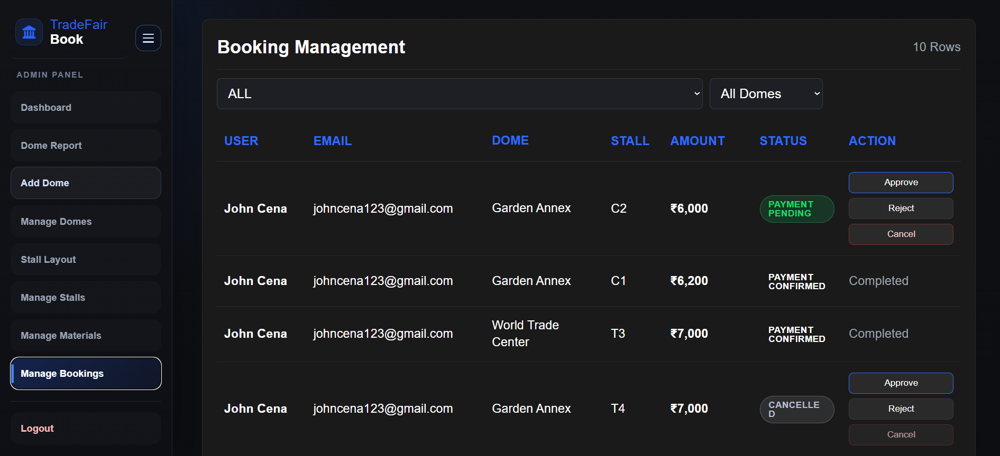 TradeFair
Book
ADMIN PANEL
Dashboard
Dome Report
Add Dome
Manage Domes
Stall Layout
Manage Stalls
Manage Materials
Manage Bookings
Logout
Booking Management
10 Rows
ALL
All Domes
USER EMAIL DOME STALL AMOUNT STATUS ACTION
John Cena johncena123@gmail.com Garden Annex C2 ₹6,000 PAYMENT
PENDING
Approve
Reject
Cancel
John Cena johncena123@gmail.com Garden Annex C1 ₹6,200 PAYMENT
CONFIRMED
Completed
John Cena johncena123@gmail.com World Trade
Center
T3 ₹7,000 PAYMENT
CONFIRMED
Completed
John Cena johncena123@gmail.com Garden Annex T4 ₹7,000 CANCELLE
D
Approve
Reject
Cancel